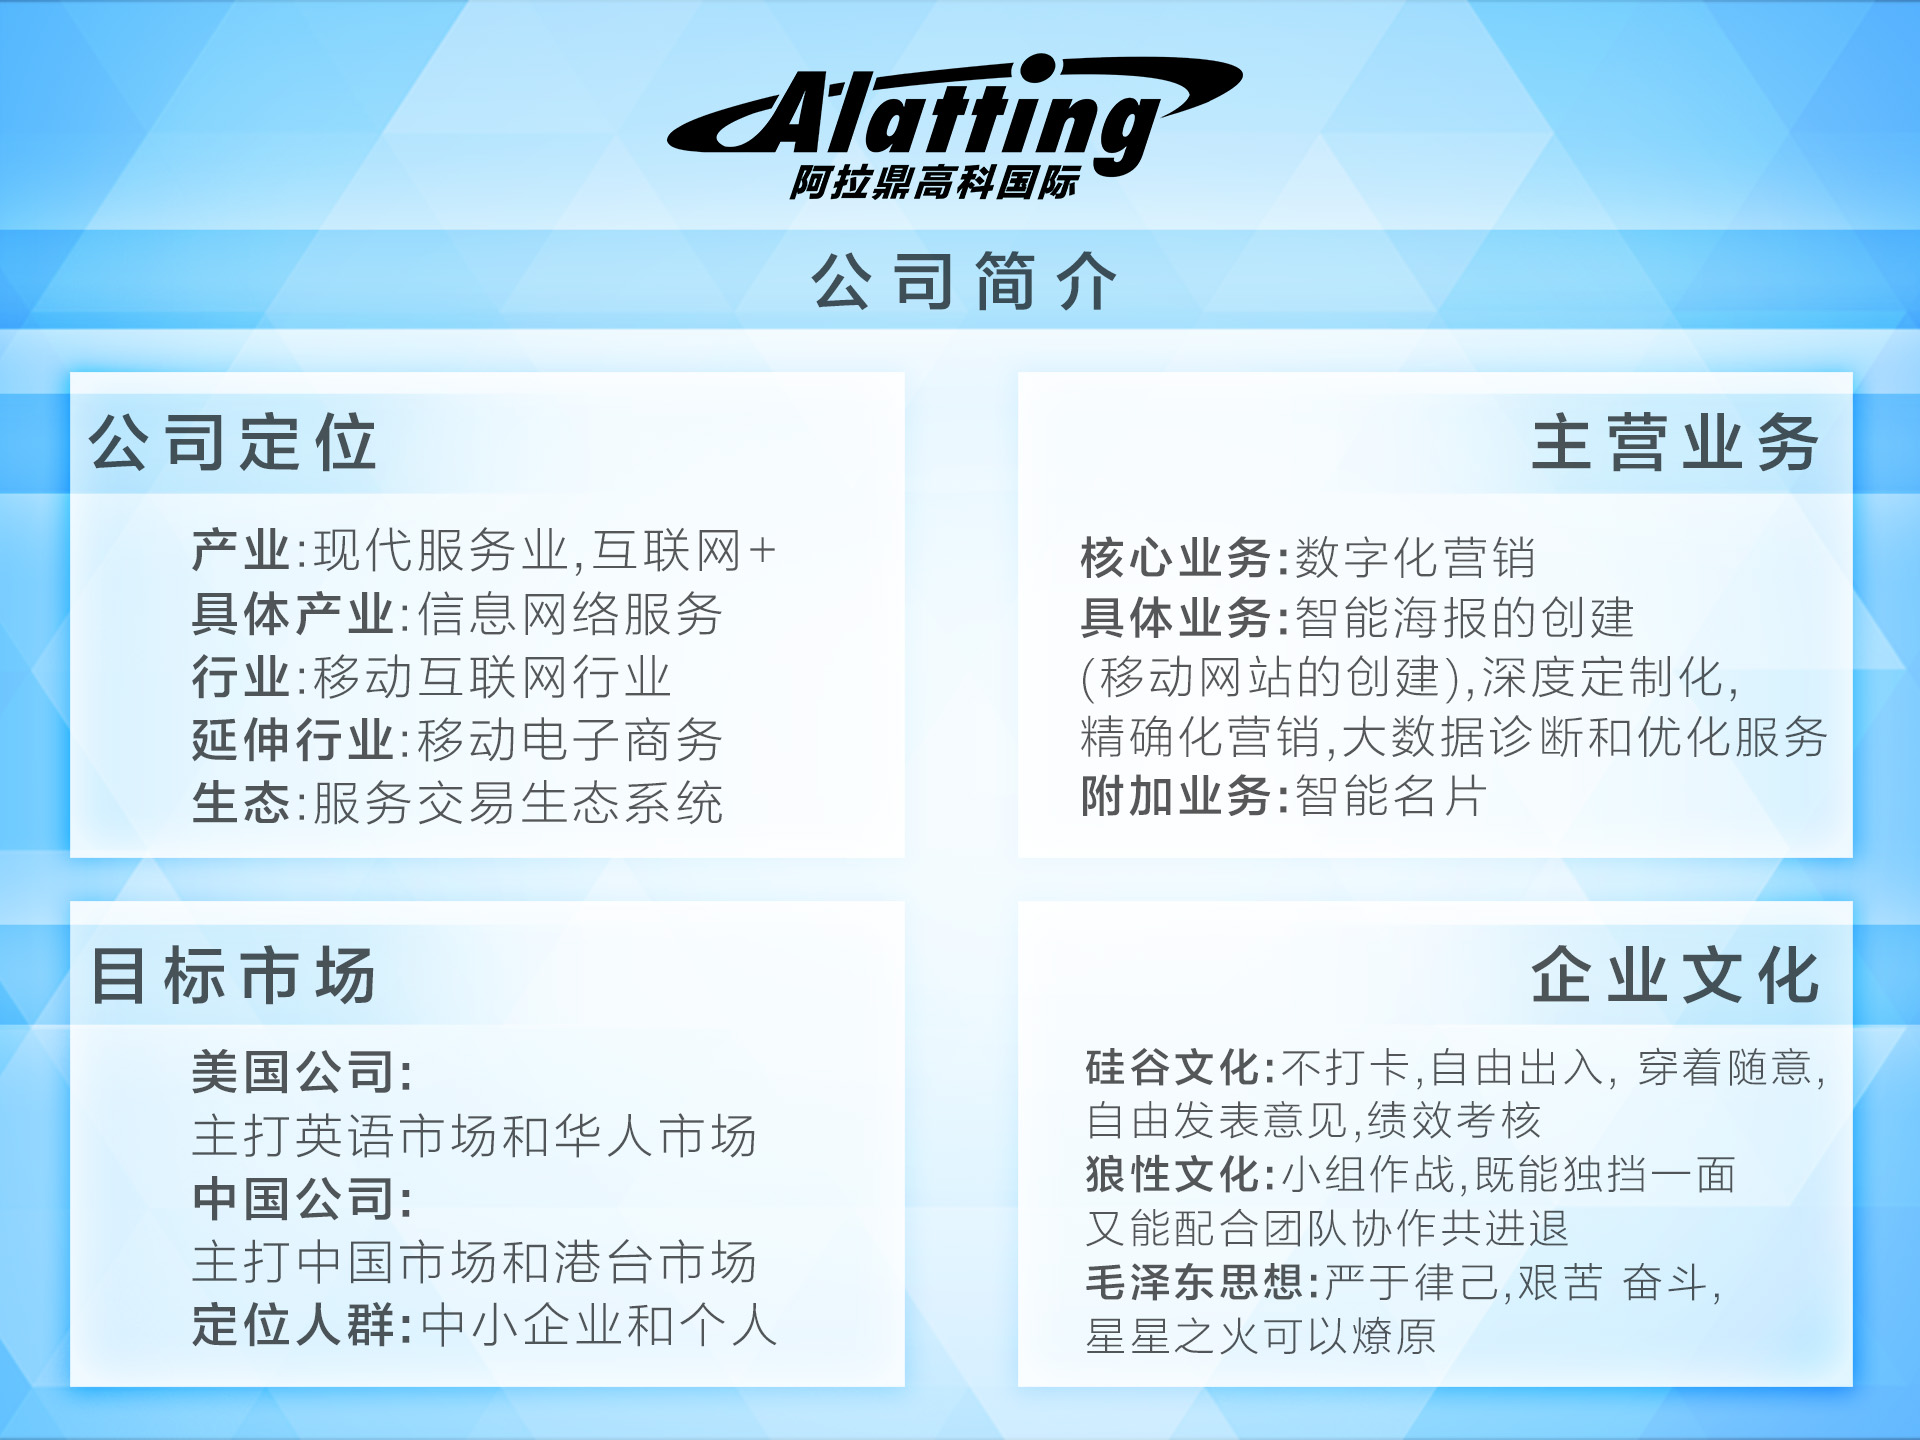 Alatting
阿拉鼎高科国际
公司简介
公司定位
产业:现代服务业,互联网+
具体产业:信息网络服务
行业:移动互联网行业
延伸行业:移动电子商务
生态:服务交易生态系统
主营业务
核心业务:数字化营销
具体业务:智能海报的创建
(移动网站的创建),深度定制化,
精确化营销,大数据诊断和优化服务
附加业务:智能名片
目标市场
美国公司:
主打英语市场和华人市场
中国公司:
主打中国市场和港台市场
定位人群:中小企业和个人
企业文化
硅谷文化:不打卡,自由出入, 穿着随意,
自由发表意见,绩效考核
狼性文化:小组作战,既能独挡一面
又能配合团队协作共进退
毛泽东思想:严于律己,艰苦 奋斗,
星星之火可以燎原